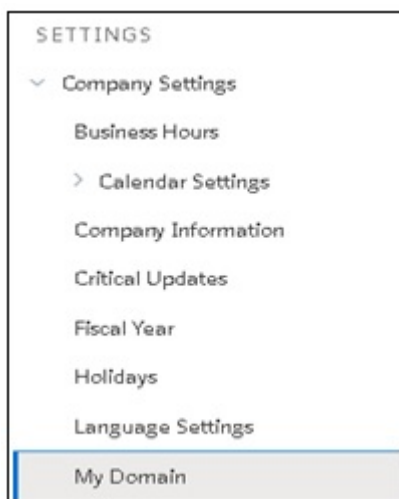 SETTINGS
Company Settings
Business Hours
Calendar Settings
Company Information
Critical Updates
Fiscal Year
Holidays
Language Settings
My Domain